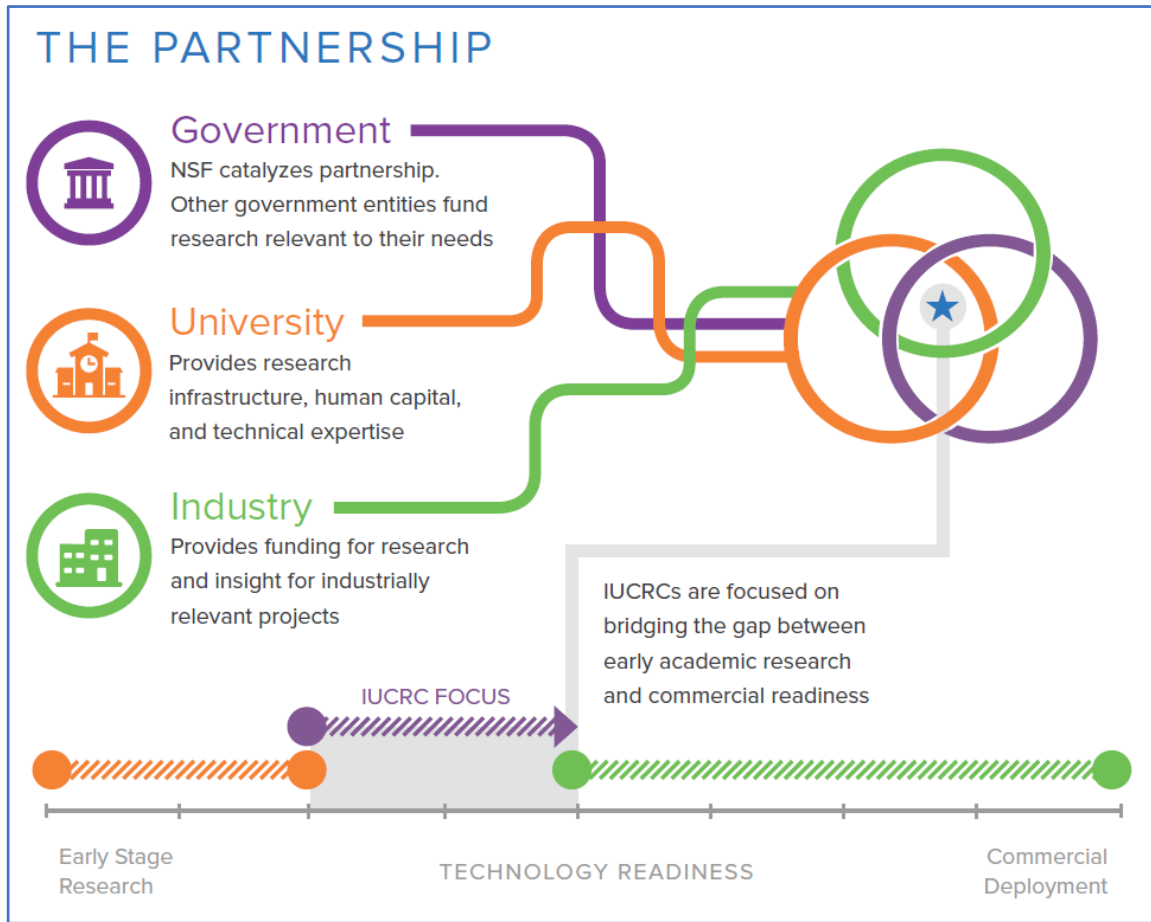 THE PARTNERSHIP
Government
NSF catalyzes partnership.
Other government entities fund
research relevant to their needs
University
Provides research
infrastructure, human capital,
and technical expertise
Industry
Provides funding for research
and insight for industrially
relevant projects
IUCRCs are focused on
bridging the gap between
early academic research
and commercial readiness
IUCRC FOCUS
Early Stage
Research
TECHNOLOGY READINESS
Commercial
Deployment